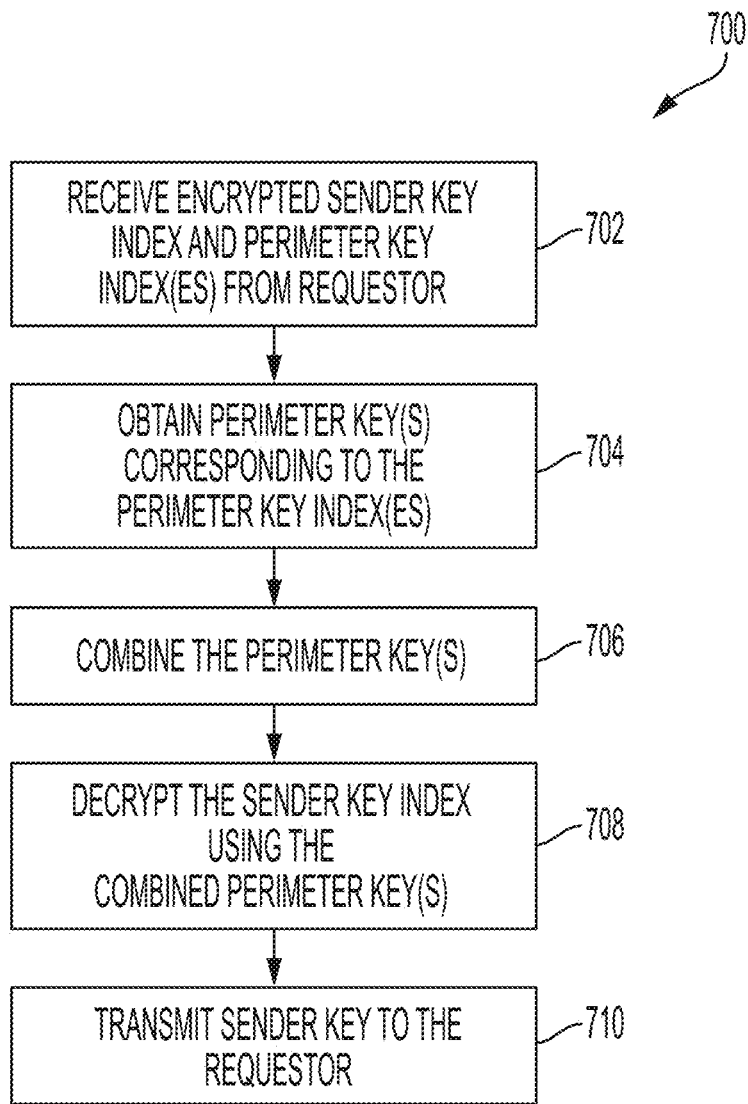 700
RECEIVE ENCRYPTED SENDER KEY
INDEX AND PERIMETER KEY
INDEX(ES) FROM REQUESTOR
702
OBTAIN PERIMETER KEY(S)
CORRESPONDING TO THE
PERIMETER KEY INDEX(ES)
704
COMBINE THE PERIMETER KEY(S)
706
DECRYPT THE SENDER KEY INDEX
USING THE
COMBINED PERIMETER KEY(S)
708
TRANSMIT SENDER KEY TO THE
REQUESTOR
710